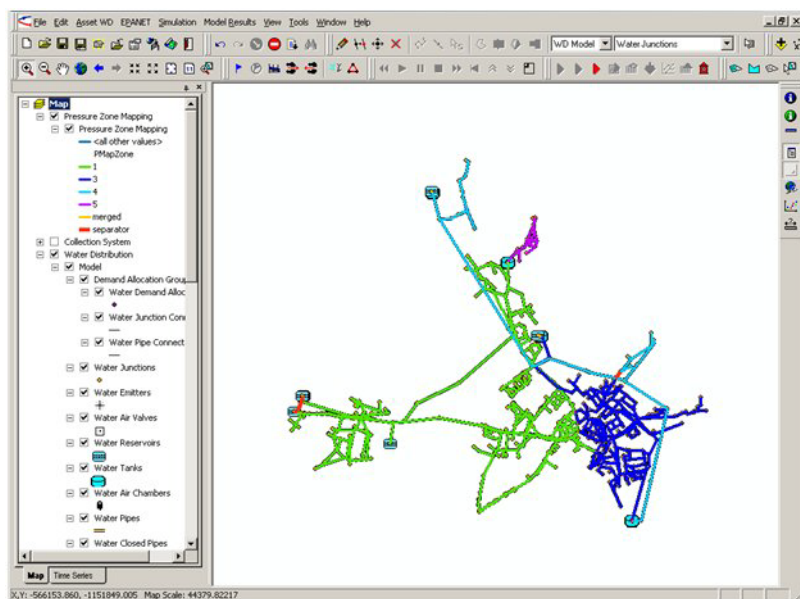 File Edit Asset WD EPANET Simulation Model Results View Tools Window Help
WD Model Water Junctions
Map
Pressure Zone Mapping
Pressure Zone Mapping
<all other values>
PMapZone
1
3
4
5
merged
separator
Collection System
Water Distribution
Model
Demand Allocation Grou
Water Demand Alloc
Water Junction Conn
Water Pipe Connect
Water Junctions
Water Emitters
Water Air Valves
Water Reservoirs
Water Tanks
Water Air Chambers
Water Pipes
Water Closed Pipes
Map Time Series
X,Y: -566153.860, -1151849.005 Map Scale: 44379.82217